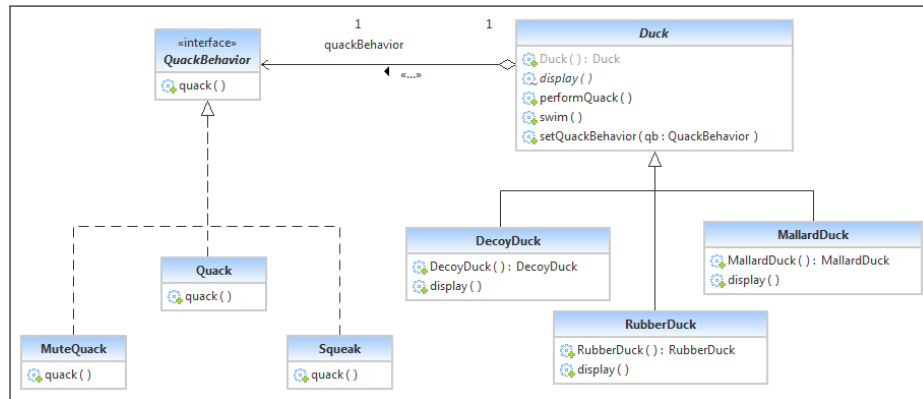 «interface»
QuackBehavior
quack ( )
1
1
quackBehavior
«...»
Duck
Duck ( ) : Duck
display ( )
performQuack ( )
swim ( )
setQuackBehavior ( qb : QuackBehavior )
DecoyDuck
DecoyDuck ( ) : DecoyDuck
display ( )
MallardDuck
MallardDuck ( ) : MallardDuck
display ( )
Quack
quack ( )
RubberDuck
RubberDuck ( ) : RubberDuck
display ( )
MuteQuack
quack ( )
Squeak
quack ( )